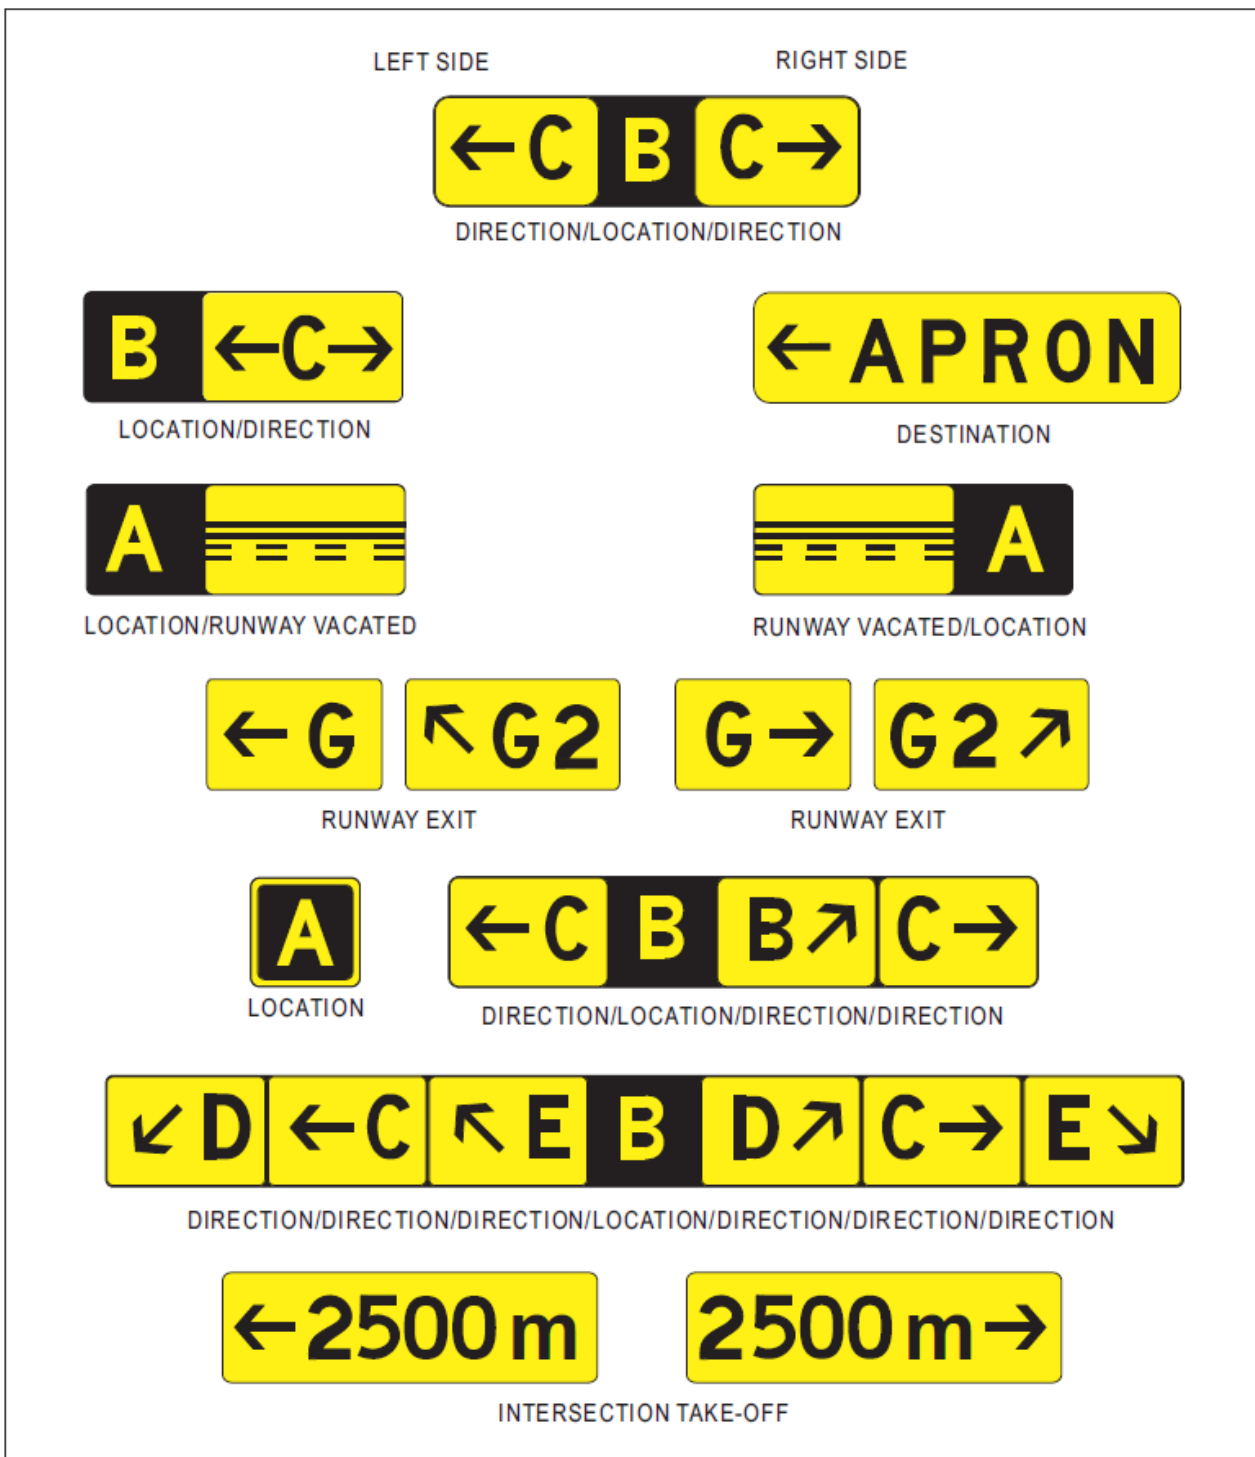 LEFT SIDE RIGHT SIDE
←C B C→
DIRECTION/LOCATION/DIRECTION
B ←C→
LOCATION/DIRECTION
← APRON
DESTINATION
A
LOCATION/RUNWAY VACATED
A
RUNWAY VACATED/LOCATION
←G ↖G2
RUNWAY EXIT
G→ G2↗
RUNWAY EXIT
A
LOCATION
←C B B↗ C→
DIRECTION/LOCATION/DIRECTION/DIRECTION
↙D ←C ↖E B D↗ C→ E↘
DIRECTION/DIRECTION/DIRECTION/LOCATION/DIRECTION/DIRECTION/DIRECTION
←2500m 2500m→
INTERSECTION TAKE-OFF